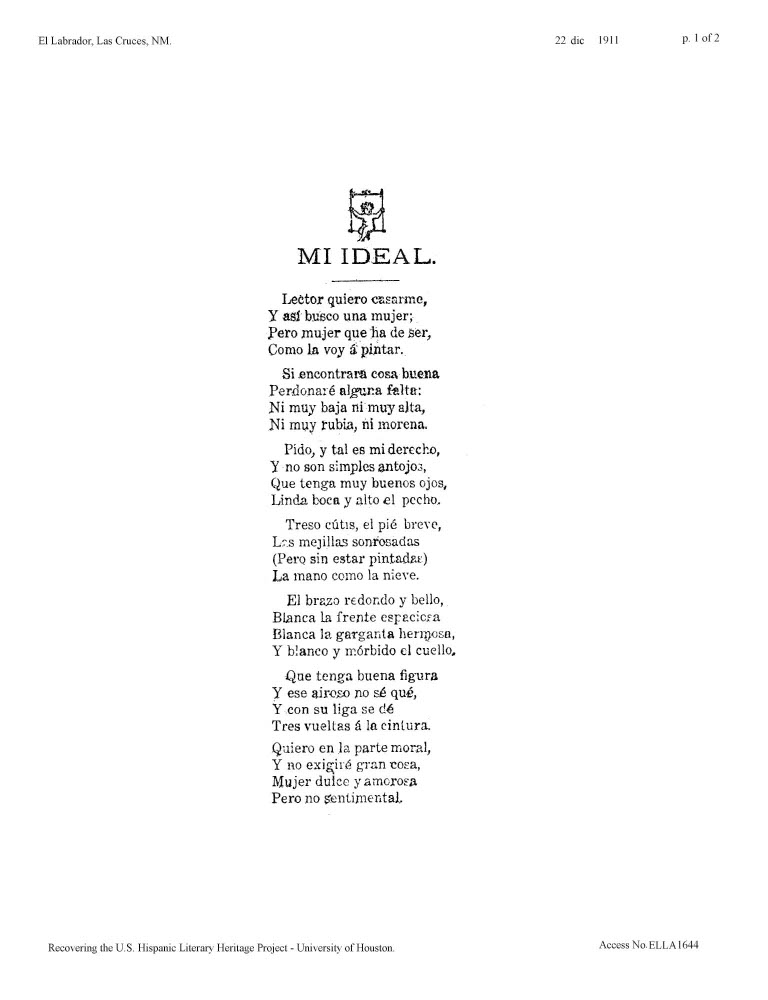 El Labrador, Las Cruces, NM. 22 dic 1911 p. 1 of 2
MI IDEAL.
Lector quiero casarme,
Y así busco una mujer;
Pero mujer que ha de ser,
Como la voy á pintar.
Si encontrara cosa buena
Perdonaré alguna falta:
Ni muy baja ni muy alta,
Ni muy rubia, ni morena.
Pido, y tal es mi derecho,
Y no son simples antojos,
Que tenga muy buenos ojos,
Linda boca y alto el pecho.
Treso cútis, el pié breve,
Las mejillas sonrosadas
(Pero sin estar pintadas)
La mano como la nieve.
El brazo redondo y bello,
Blanca la frente espaciosa
Blanca la garganta hermosa,
Y blanco y mórbido el cuello.
Que tenga buena figura
Y ese airoso no sé qué,
Y con su liga se dé
Tres vueltas á la cintura.
Quiero en la parte moral,
Y no exigiré gran cosa,
Mujer dulce y amorosa
Pero no sentimental.
Recovering the U.S. Hispanic Literary Heritage Project - University of Houston. Access No. ELLA1644